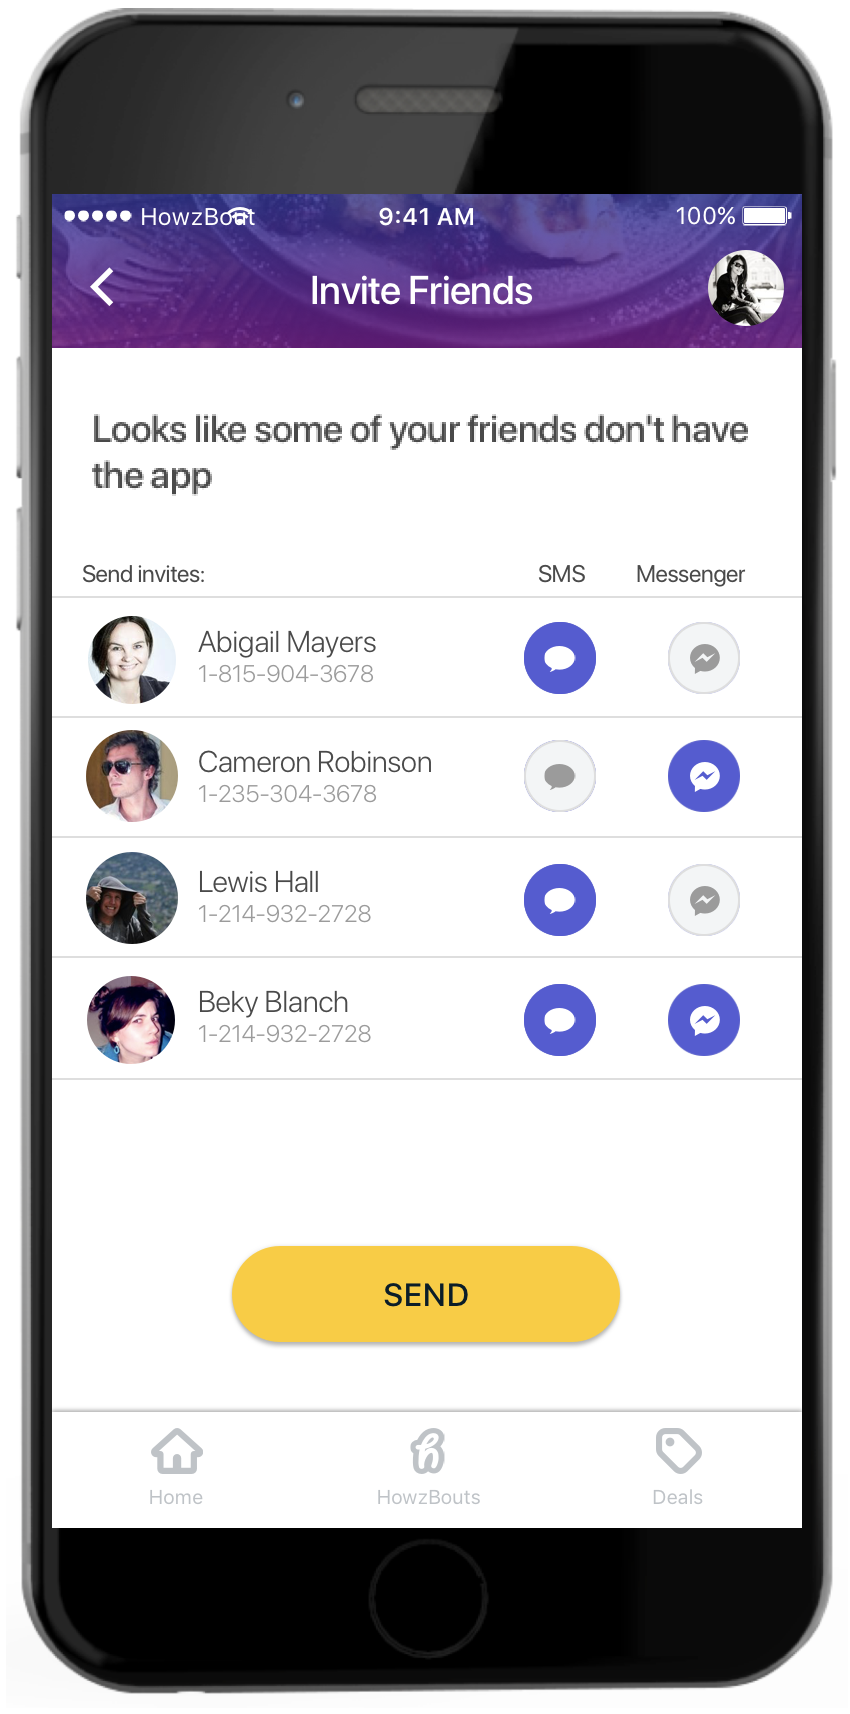 HowzBout 9:41 AM 100%
Invite Friends
Looks like some of your friends don't have
the app
Send invites: SMS Messenger
Abigail Mayers
1-815-904-3678
Cameron Robinson
1-235-304-3678
Lewis Hall
1-214-932-2728
Beky Blanch
1-214-932-2728
SEND
Home HowzBouts Deals